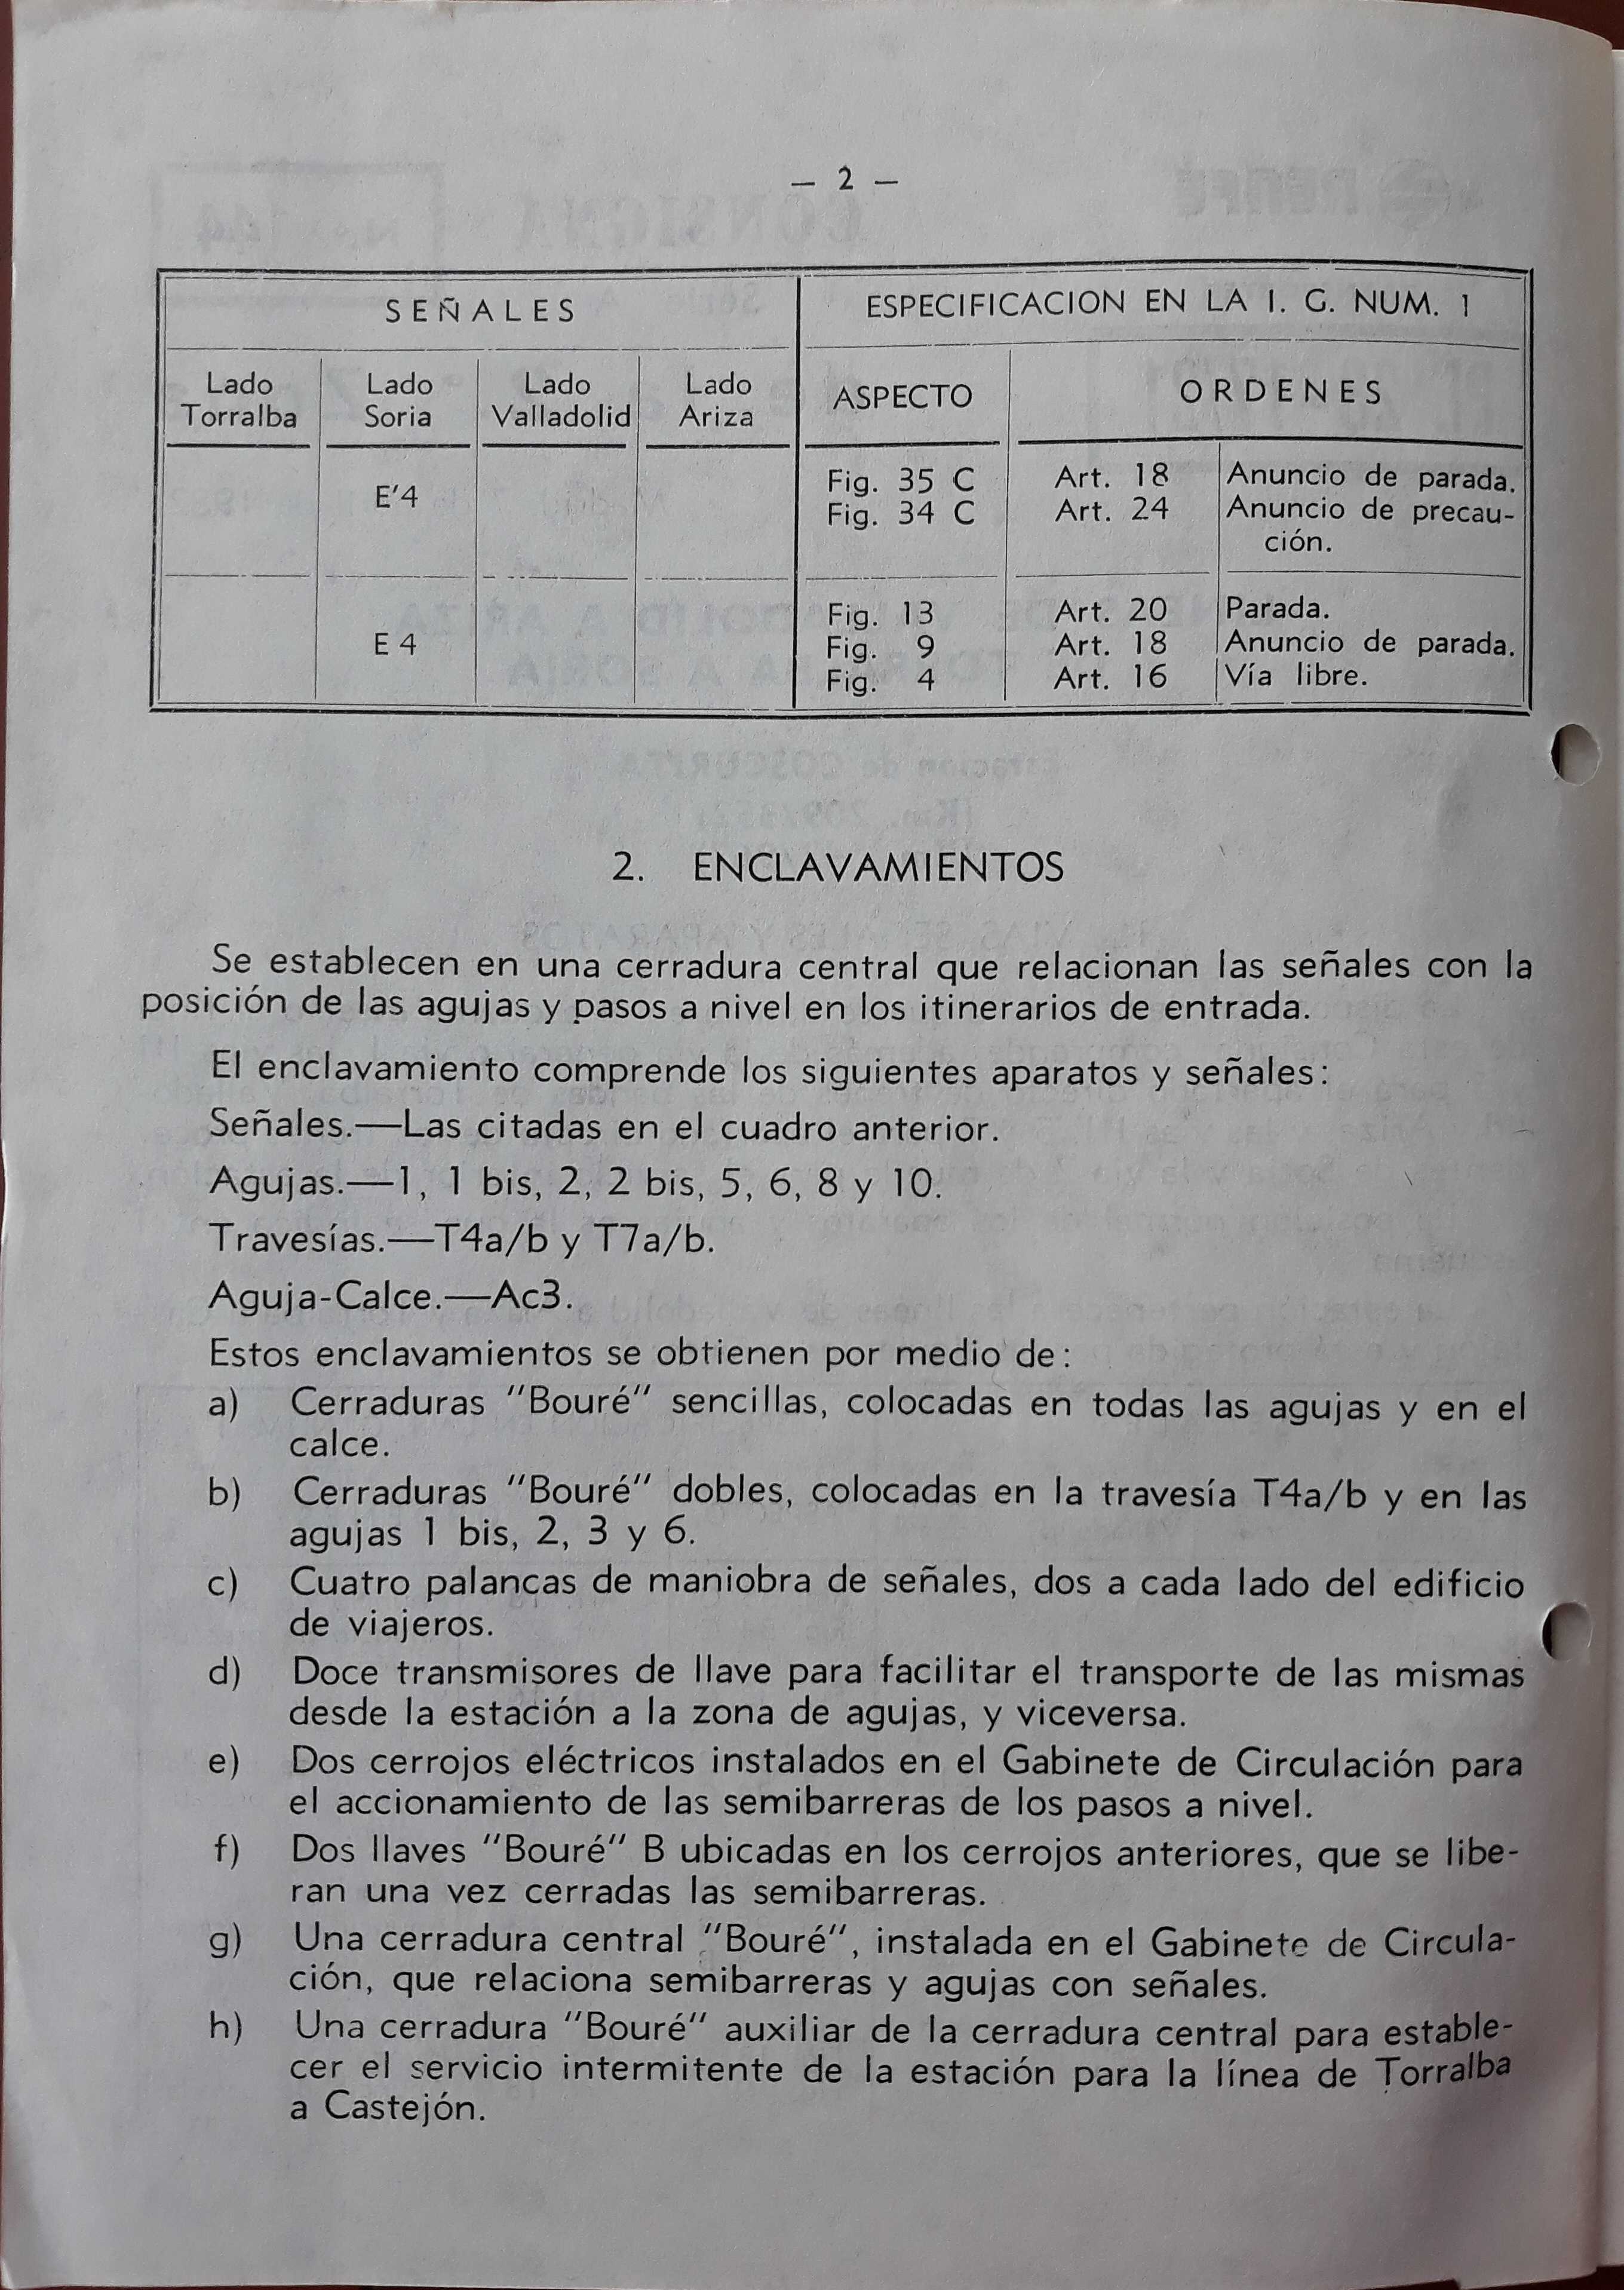 — 2 —
SEÑALES
ESPECIFICACION EN LA I. G. NUM. 1
Lado Torralba
Lado Soria
Lado Valladolid
Lado Ariza
ASPECTO
ORDENES
E'4
Fig. 35 C Art. 18 Anuncio de parada.
Fig. 34 C Art. 24 Anuncio de precau-
ción.
Fig. 13 Art. 20 Parada.
E 4 Fig. 9 Art. 18 Anuncio de parada.
Fig. 4 Art. 16 Vía libre.
2. ENCLAVAMIENTOS
Se establecen en una cerradura central que relacionan las señales con la
posición de las agujas y pasos a nivel en los itinerarios de entrada.
El enclavamiento comprende los siguientes aparatos y señales:
Señales.—Las citadas en el cuadro anterior.
Agujas.—1, 1 bis, 2, 2 bis, 5, 6, 8 y 10.
Travesías.—T4a/b y T7a/b.
Aguja-Calce.—Ac3.
Estos enclavamientos se obtienen por medio de:
a) Cerraduras "Bouré" sencillas, colocadas en todas las agujas y en el
calce.
b) Cerraduras "Bouré" dobles, colocadas en la travesía T4a/b y en las
agujas 1 bis, 2, 3 y 6.
c) Cuatro palancas de maniobra de señales, dos a cada lado del edificio
de viajeros.
d) Doce transmisores de llave para facilitar el transporte de las mismas
desde la estación a la zona de agujas, y viceversa.
e) Dos cerrojos eléctricos instalados en el Gabinete de Circulación para
el accionamiento de las semibarreras de los pasos a nivel.
f) Dos llaves "Bouré" B ubicadas en los cerrojos anteriores, que se libe-
ran una vez cerradas las semibarreras.
g) Una cerradura central "Bouré", instalada en el Gabinete de Circula-
ción, que relaciona semibarreras y agujas con señales.
h) Una cerradura "Bouré" auxiliar de la cerradura central para estable-
cer el servicio intermitente de la estación para la línea de Torralba
a Castejón.